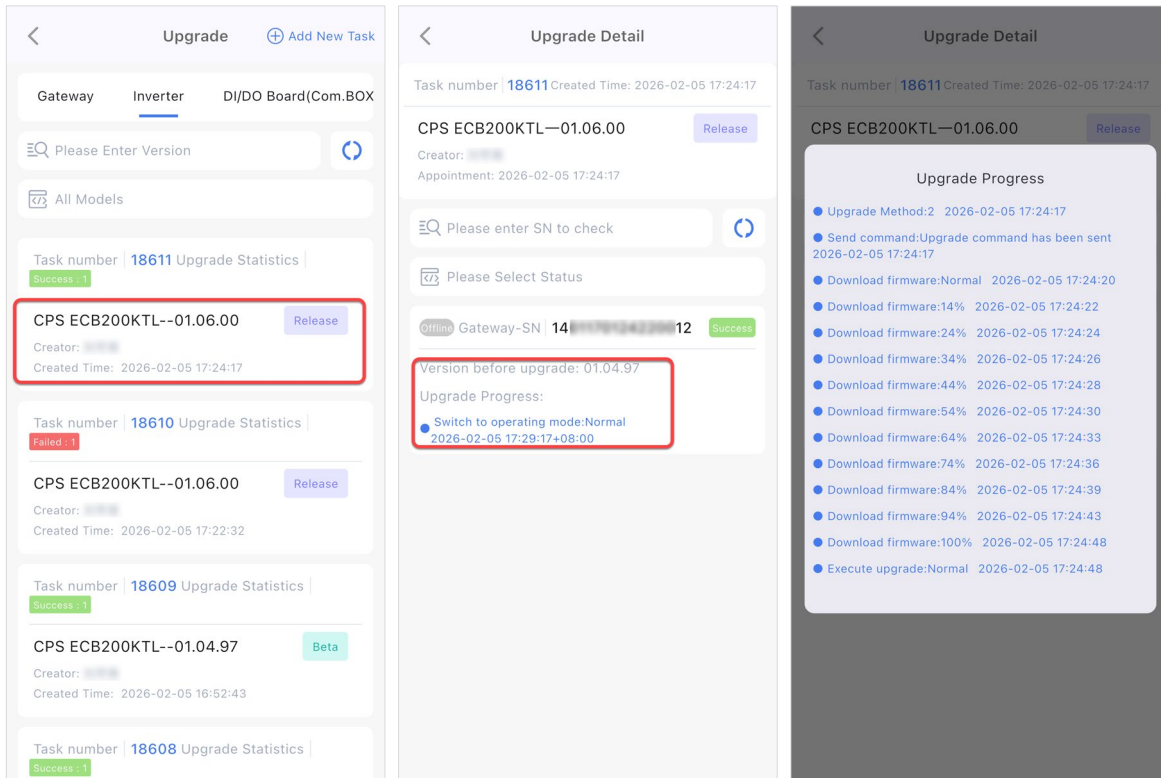 Upgrade
Add New Task
Gateway Inverter DI/DO Board(Com.BOX
Please Enter Version
All Models
Task number 18611 Upgrade Statistics
Success : 1
CPS ECB200KTL--01.06.00 Release
Creator:
Created Time: 2026-02-05 17:24:17
Task number 18610 Upgrade Statistics
Failed : 1
CPS ECB200KTL--01.06.00 Release
Creator:
Created Time: 2026-02-05 17:22:32
Task number 18609 Upgrade Statistics
Success : 1
CPS ECB200KTL--01.04.97 Beta
Creator:
Created Time: 2026-02-05 16:52:43
Task number 18608 Upgrade Statistics
Success : 1
Upgrade Detail
Task number 18611 Created Time: 2026-02-05 17:24:17
CPS ECB200KTL—01.06.00 Release
Creator:
Appointment: 2026-02-05 17:24:17
Please enter SN to check
Please Select Status
Offline Gateway-SN 14 12 Success
Version before upgrade: 01.04.97
Upgrade Progress:
Switch to operating mode:Normal
2026-02-05 17:29:17+08:00
Upgrade Detail
Task number 18611 Created Time: 2026-02-05 17:24:17
CPS ECB200KTL—01.06.00 Release
Upgrade Progress
Upgrade Method:2 2026-02-05 17:24:17
Send command:Upgrade command has been sent
2026-02-05 17:24:17
Download firmware:Normal 2026-02-05 17:24:20
Download firmware:14% 2026-02-05 17:24:22
Download firmware:24% 2026-02-05 17:24:24
Download firmware:34% 2026-02-05 17:24:26
Download firmware:44% 2026-02-05 17:24:28
Download firmware:54% 2026-02-05 17:24:30
Download firmware:64% 2026-02-05 17:24:33
Download firmware:74% 2026-02-05 17:24:36
Download firmware:84% 2026-02-05 17:24:39
Download firmware:94% 2026-02-05 17:24:43
Download firmware:100% 2026-02-05 17:24:48
Execute upgrade:Normal 2026-02-05 17:24:48